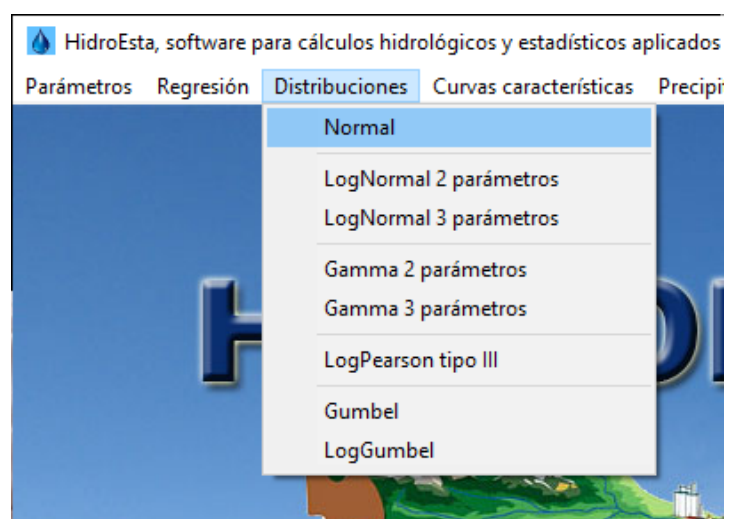 HidroEsta, software para cálculos hidrológicos y estadísticos aplicados
Parámetros Regresión Distribuciones Curvas características Precipi
Normal
LogNormal 2 parámetros
LogNormal 3 parámetros
Gamma 2 parámetros
Gamma 3 parámetros
LogPearson tipo III
Gumbel
LogGumbel
H